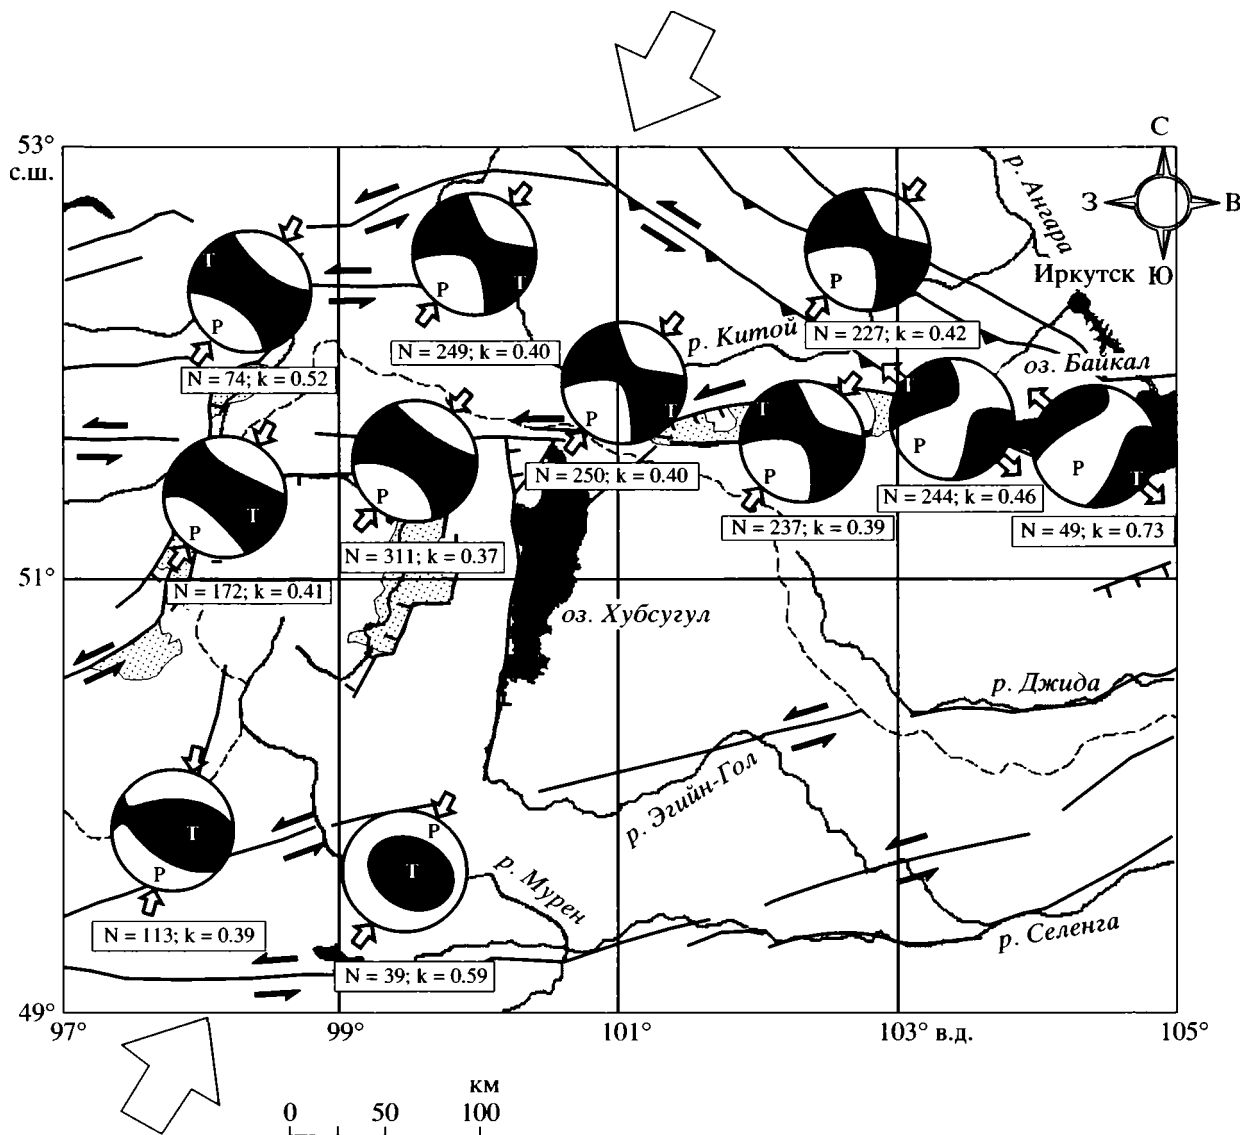 53°
с.ш.
С
З
В
Ю
р. Ангара
Иркутск
T
P
P
T
P
N = 249; k = 0.40
р. Китой
N = 227; k = 0.42
оз. Байкал
N = 74; k = 0.52
T
P
T
T
P
T
P
P
T
P
N = 250; k = 0.40
N = 244; k = 0.46
T
P
P
N = 237; k = 0.39
N = 49; k = 0.73
N = 311; k = 0.37
51°
N = 172; k = 0.41
оз. Хубсугул
р. Джида
р. Эгийн-Гол
T
P
P
T
р. Мурен
N = 113; k = 0.39
р. Селенга
N = 39; k = 0.59
49°
97°
99°
101°
103° в.д.
105°
км
0
50
100